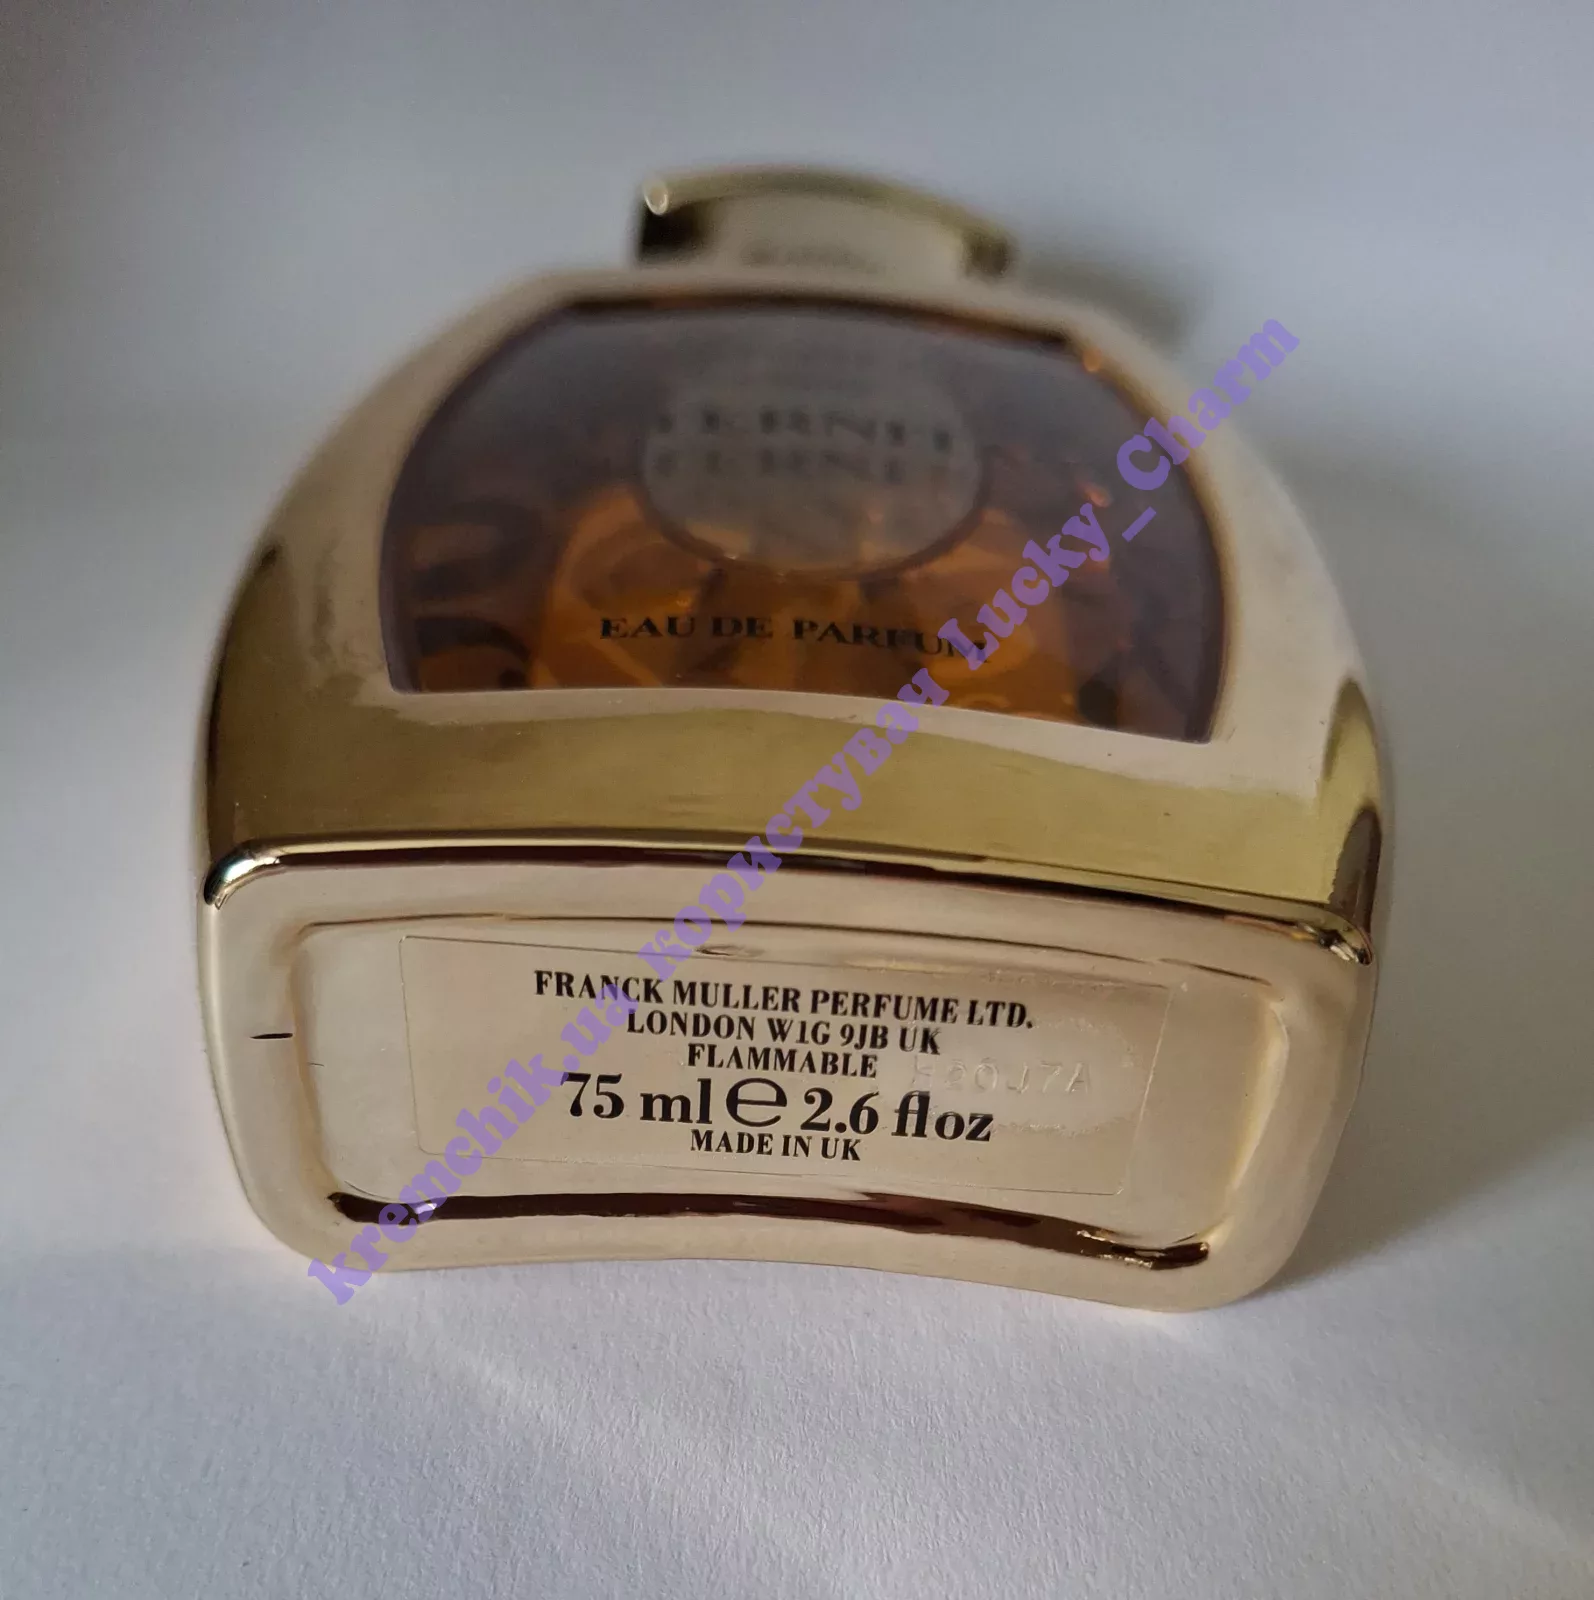 EAU DE PARFUM
FRANCK MULLER PERFUME LTD.
LONDON W1G 9JB UK
FLAMMABLE
75 ml ℮ 2.6 fl oz
MADE IN UK
kremchik.ua користувач Lucky_Charm